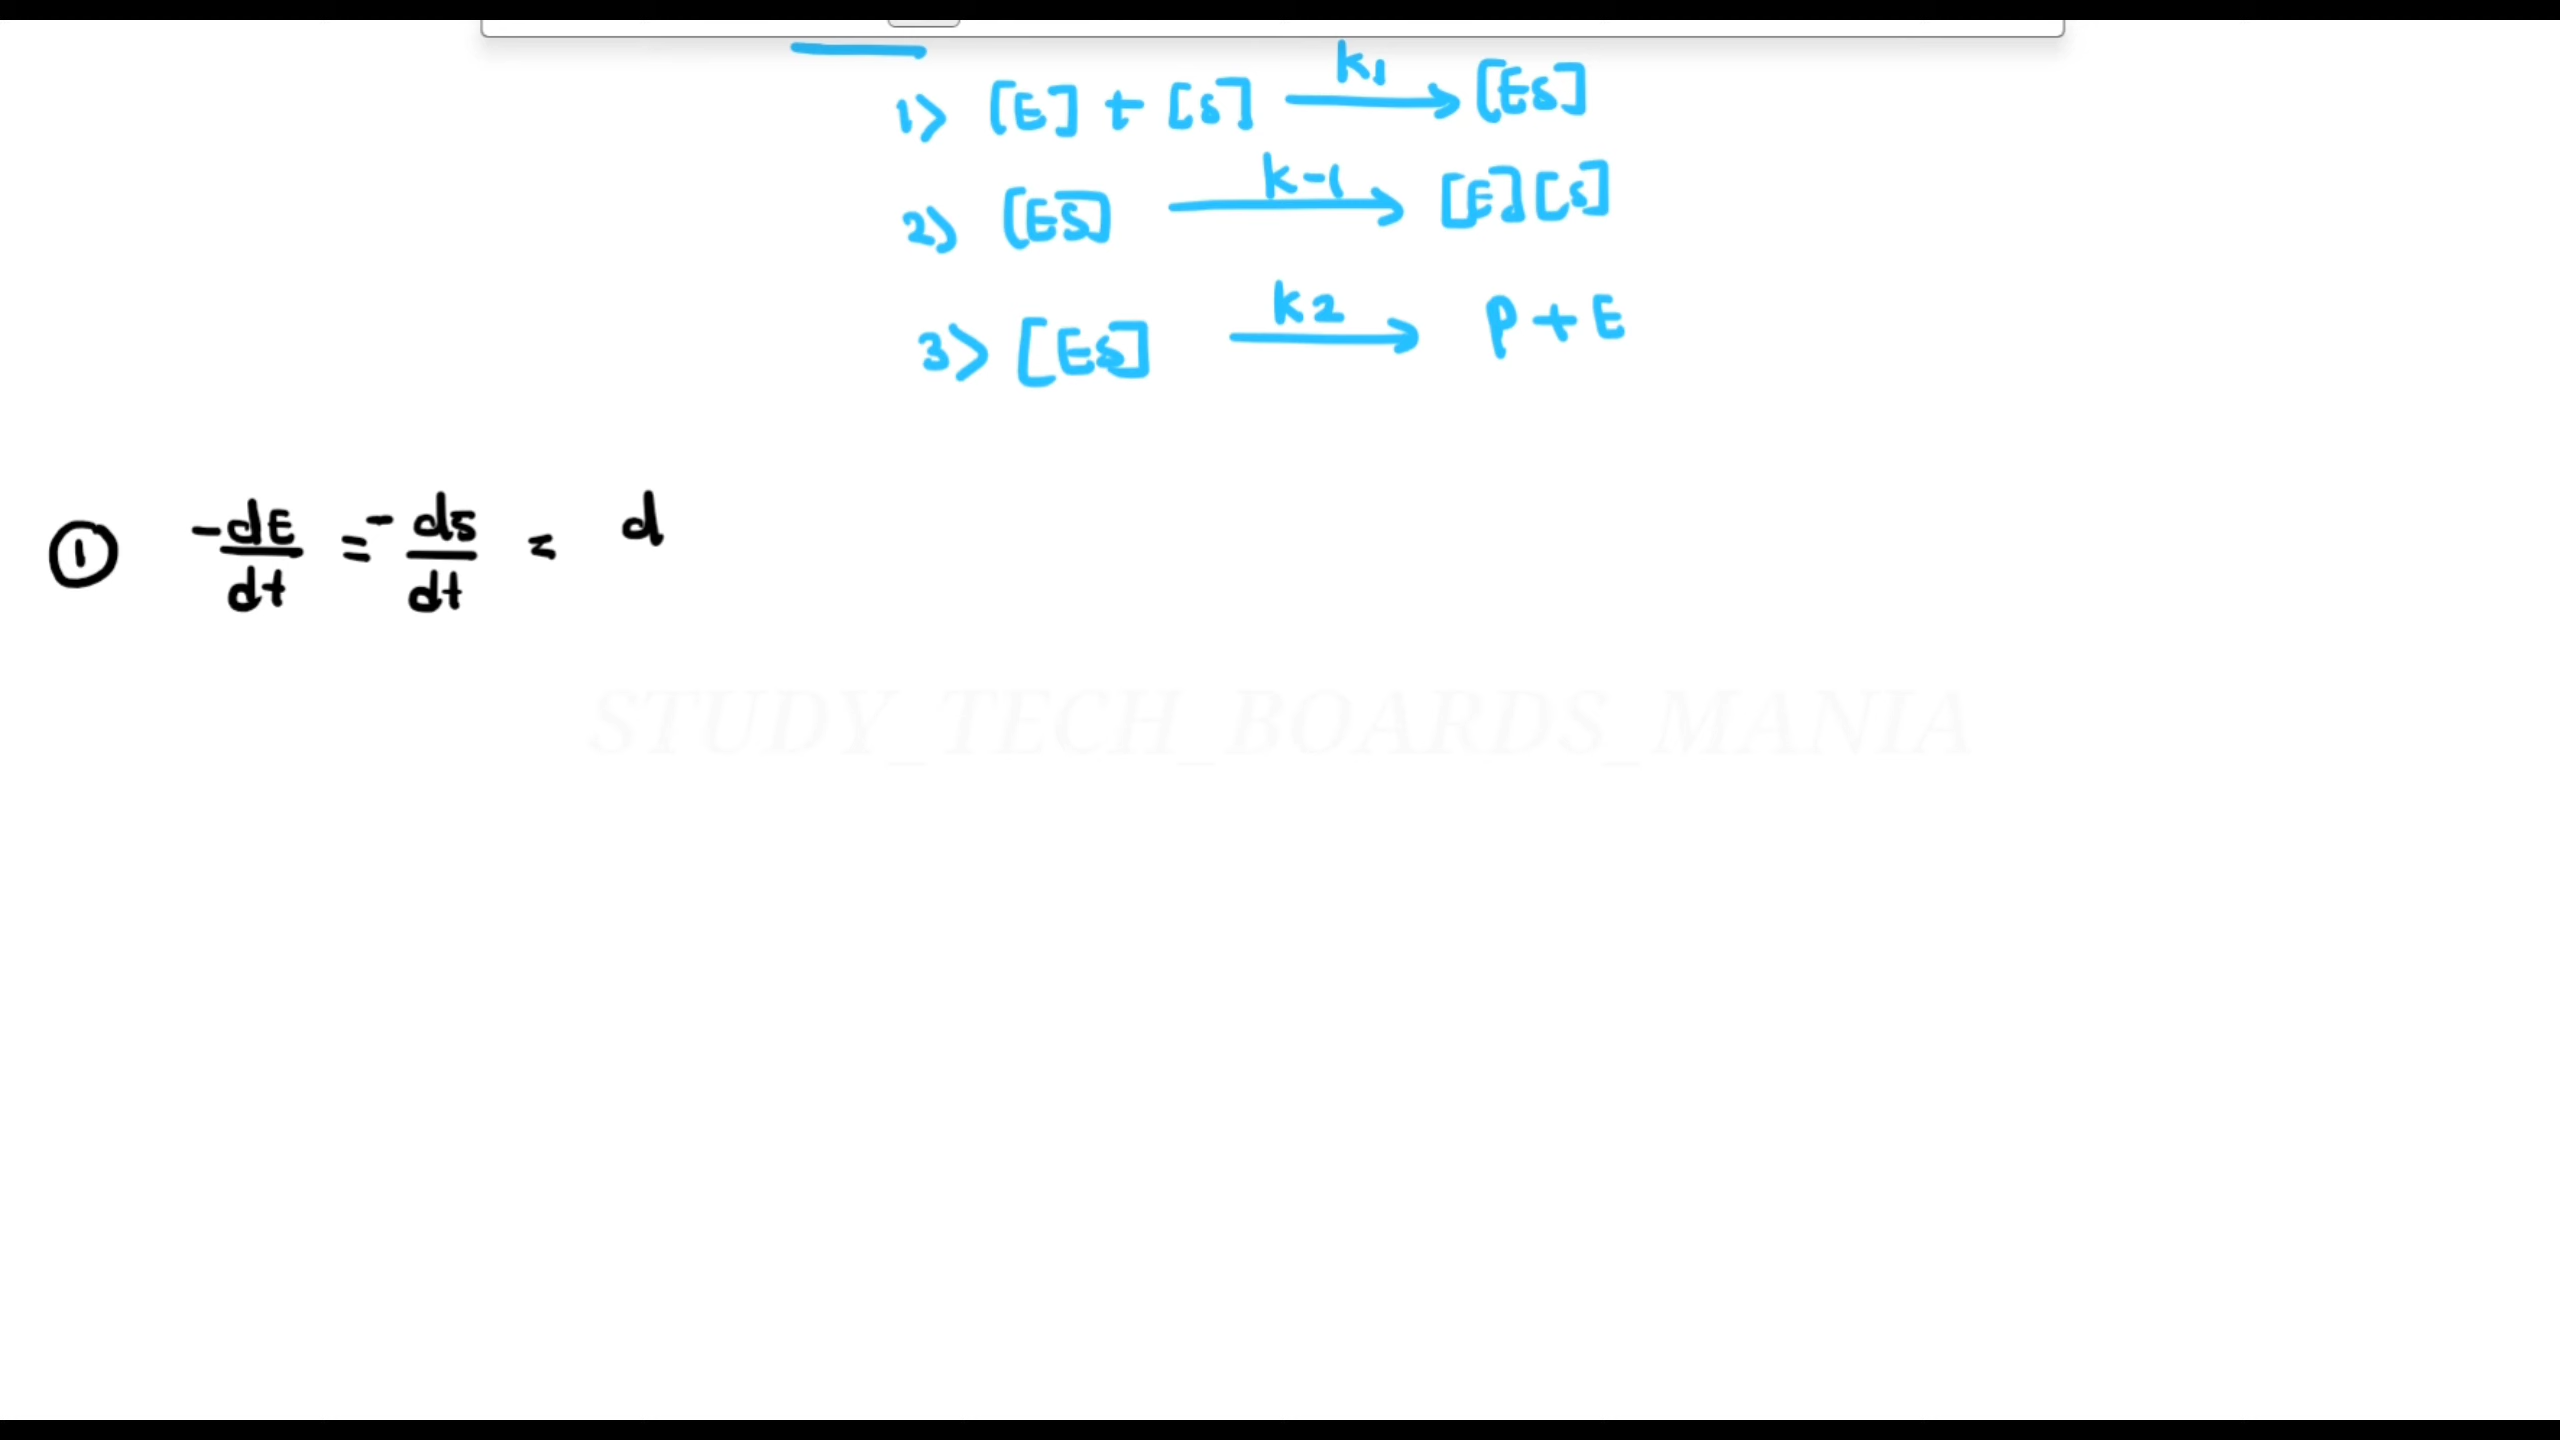 1> [E] + [S] k1 → [ES]
2) [ES] k-1 → [E][S]
3> [ES] k2 → P + E
① -dE/dt = -ds/dt = d
STUDY_TECH_BOARDS_MANIA